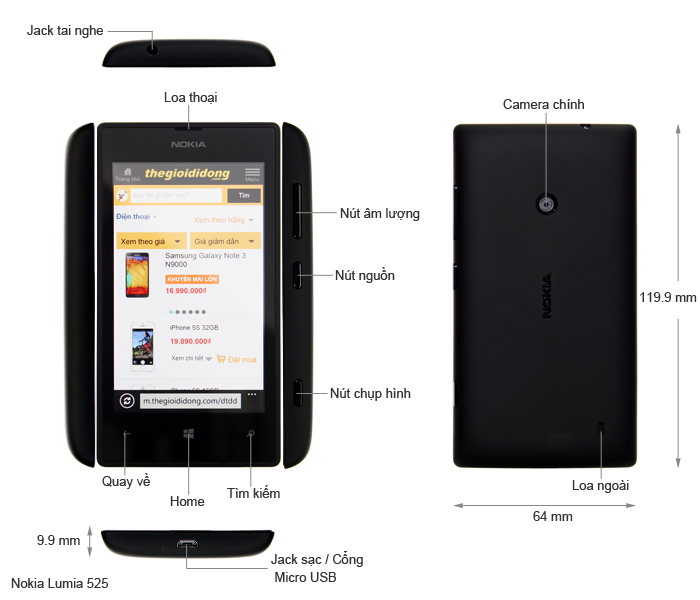 Jack tai nghe
Loa thoại
Camera chính
NOKIA
Trang chủ
thegioididong
.com
Menu
Tìm
Điện thoại
Xem theo hãng
Xem theo giá
Giá giảm dần
Samsung Galaxy Note 3
N9000
KHUYẾN MÃI LỚN
16.990.000₫
iPhone 5S 32GB
19.890.000₫
Xem chi tiết
Đặt mua
m.thegioididong.com/dtdd
Nút âm lượng
Nút nguồn
Nút chụp hình
NOKIA
119.9 mm
Quay về
Home
Tìm kiếm
Loa ngoài
64 mm
9.9 mm
Jack sạc / Cổng
Micro USB
Nokia Lumia 525